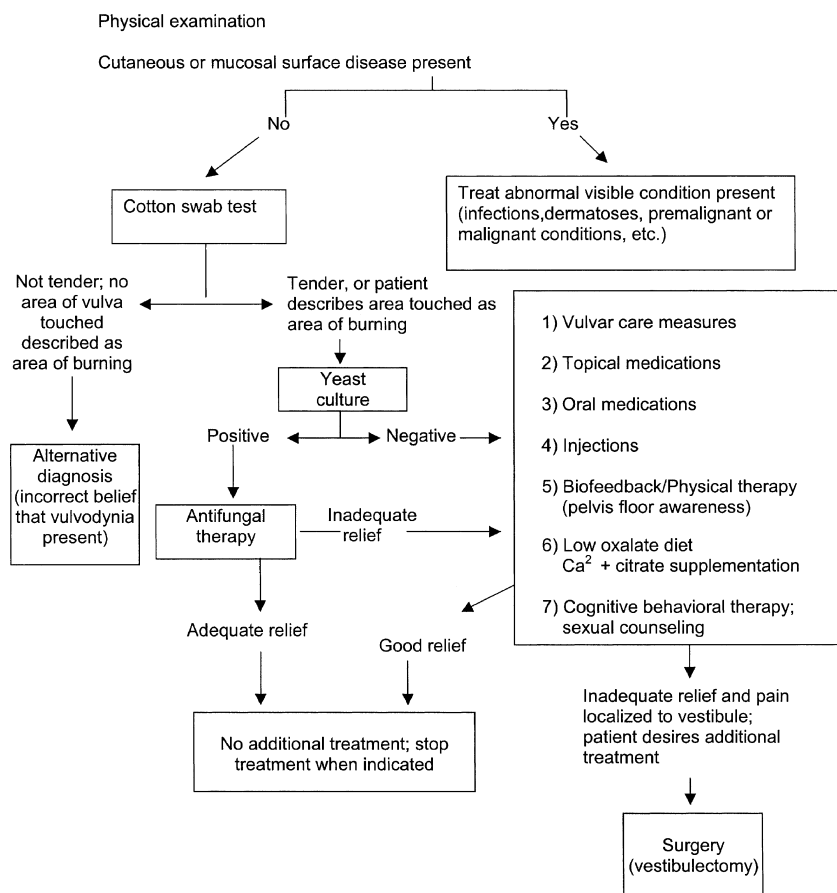 Physical examination
Cutaneous or mucosal surface disease present
No
Yes
Cotton swab test
Treat abnormal visible condition present
(infections,dermatoses, premalignant or
malignant conditions, etc.)
Not tender; no
area of vulva
touched
described as
area of burning
Tender, or patient
describes area touched as
area of burning
Yeast
culture
Positive
Negative
Alternative
diagnosis
(incorrect belief
that vulvodynia
present)
Antifungal
therapy
Inadequate
relief
1) Vulvar care measures
2) Topical medications
3) Oral medications
4) Injections
5) Biofeedback/Physical therapy
(pelvis floor awareness)
6) Low oxalate diet
Ca2 + citrate supplementation
7) Cognitive behavioral therapy;
sexual counseling
Adequate relief
Good relief
No additional treatment; stop
treatment when indicated
Inadequate relief and pain
localized to vestibule;
patient desires additional
treatment
Surgery
(vestibulectomy)